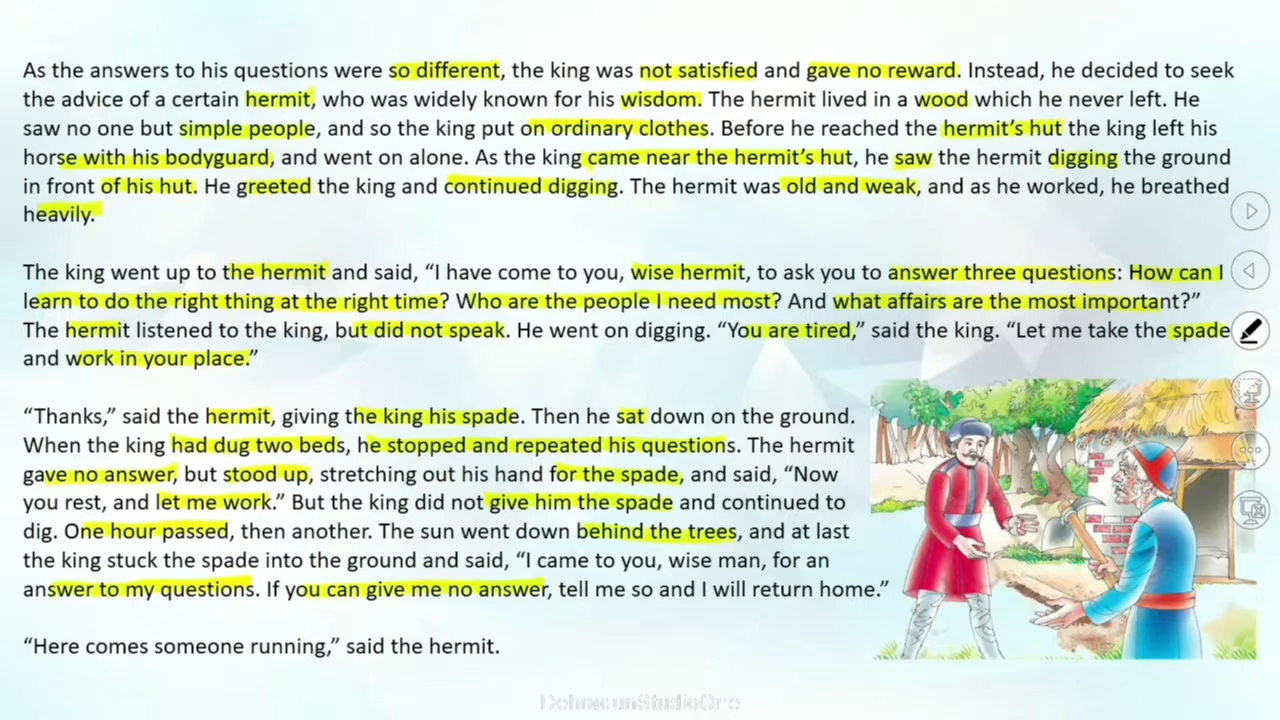 As the answers to his questions were so different, the king was not satisfied and gave no reward. Instead, he decided to seek
the advice of a certain hermit, who was widely known for his wisdom. The hermit lived in a wood which he never left. He
saw no one but simple people, and so the king put on ordinary clothes. Before he reached the hermit’s hut the king left his
horse with his bodyguard, and went on alone. As the king came near the hermit’s hut, he saw the hermit digging the ground
in front of his hut. He greeted the king and continued digging. The hermit was old and weak, and as he worked, he breathed
heavily.
The king went up to the hermit and said, “I have come to you, wise hermit, to ask you to answer three questions: How can I
learn to do the right thing at the right time? Who are the people I need most? And what affairs are the most important?”
The hermit listened to the king, but did not speak. He went on digging. “You are tired,” said the king. “Let me take the spade
and work in your place.”
“Thanks,” said the hermit, giving the king his spade. Then he sat down on the ground.
When the king had dug two beds, he stopped and repeated his questions. The hermit
gave no answer, but stood up, stretching out his hand for the spade, and said, “Now
you rest, and let me work.” But the king did not give him the spade and continued to
dig. One hour passed, then another. The sun went down behind the trees, and at last
the king stuck the spade into the ground and said, “I came to you, wise man, for an
answer to my questions. If you can give me no answer, tell me so and I will return home.”
“Here comes someone running,” said the hermit.
DehradunStudioOne